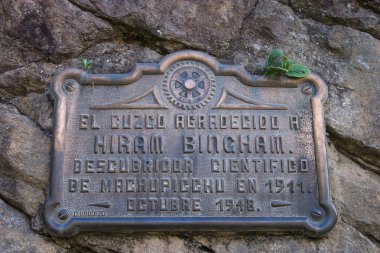 EL CUZCO AGRADECIDO A
HIRAM BINGHAM.
DESCUBRIDOR CIENTIFICO
DE MACHUPICCHU EN 1911.
OCTUBRE 1948.